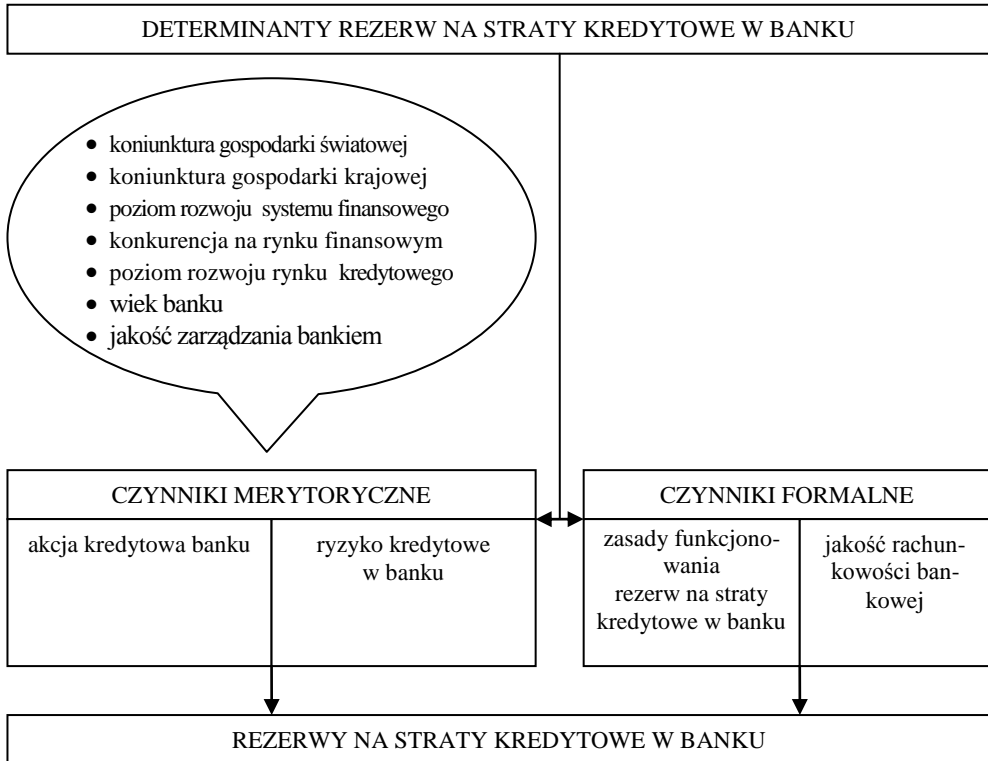 DETERMINANTY REZERW NA STRATY KREDYTOWE W BANKU
• koniunktura gospodarki światowej
• koniunktura gospodarki krajowej
• poziom rozwoju systemu finansowego
• konkurencja na rynku finansowym
• poziom rozwoju rynku kredytowego
• wiek banku
• jakość zarządzania bankiem
CZYNNIKI MERYTORYCZNE
akcja kredytowa banku
ryzyko kredytowe
w banku
CZYNNIKI FORMALNE
zasady funkcjono-
wania
rezerw na straty
kredytowe w banku
jakość rachun-
kowości ban-
kowej
REZERWY NA STRATY KREDYTOWE W BANKU